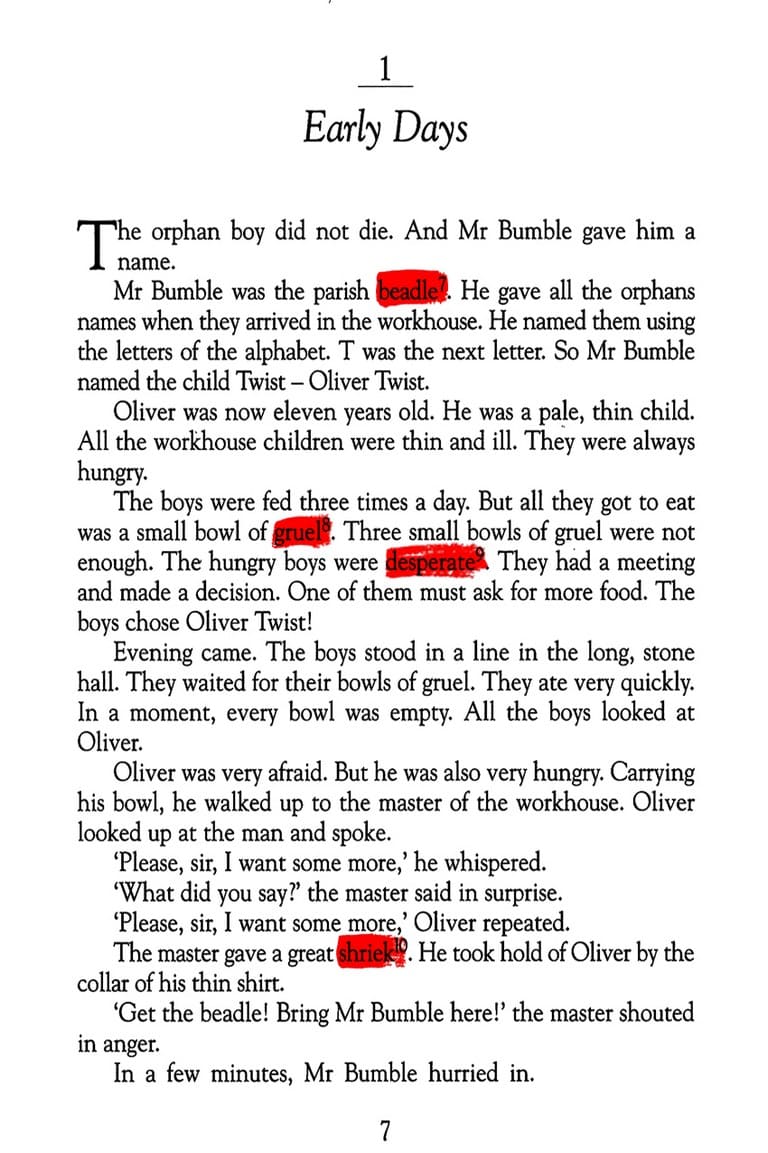 1
Early Days
The orphan boy did not die. And Mr Bumble gave him a
name.
Mr Bumble was the parish beadle⁷. He gave all the orphans
names when they arrived in the workhouse. He named them using
the letters of the alphabet. T was the next letter. So Mr Bumble
named the child Twist – Oliver Twist.
Oliver was now eleven years old. He was a pale, thin child.
All the workhouse children were thin and ill. They were always
hungry.
The boys were fed three times a day. But all they got to eat
was a small bowl of gruel⁸. Three small bowls of gruel were not
enough. The hungry boys were desperate⁹. They had a meeting
and made a decision. One of them must ask for more food. The
boys chose Oliver Twist!
Evening came. The boys stood in a line in the long, stone
hall. They waited for their bowls of gruel. They ate very quickly.
In a moment, every bowl was empty. All the boys looked at
Oliver.
Oliver was very afraid. But he was also very hungry. Carrying
his bowl, he walked up to the master of the workhouse. Oliver
looked up at the man and spoke.
‘Please, sir, I want some more,’ he whispered.
‘What did you say?’ the master said in surprise.
‘Please, sir, I want some more,’ Oliver repeated.
The master gave a great shriek¹⁰. He took hold of Oliver by the
collar of his thin shirt.
‘Get the beadle! Bring Mr Bumble here!’ the master shouted
in anger.
In a few minutes, Mr Bumble hurried in.
7